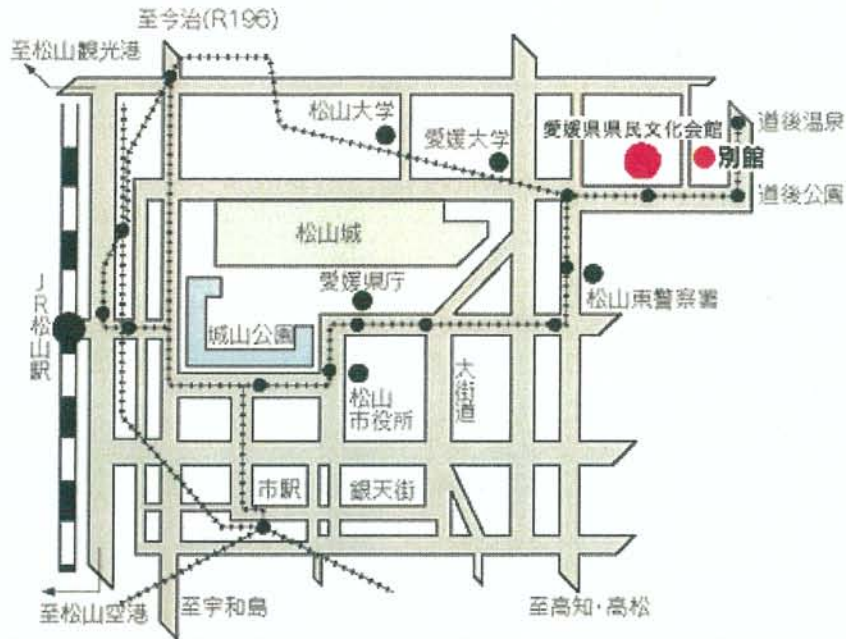 至今治(R196)
至松山観光港
松山大学
愛媛大学
愛媛県県民文化会館
別館
道後温泉
道後公園
松山城
愛媛県庁
松山東警察署
城山公園
JR松山駅
松山
市役所
大街道
市駅
銀天街
至松山空港
至宇和島
至高知・高松